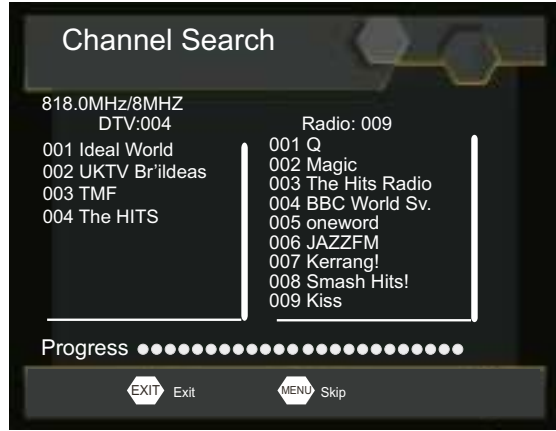 Channel Search
818.0MHz/8MHZ
DTV:004
001 Ideal World
002 UKTV Br'ildeas
003 TMF
004 The HITS
Radio: 009
001 Q
002 Magic
003 The Hits Radio
004 BBC World Sv.
005 oneword
006 JAZZFM
007 Kerrang!
008 Smash Hits!
009 Kiss
Progress
EXIT Exit
MENU Skip